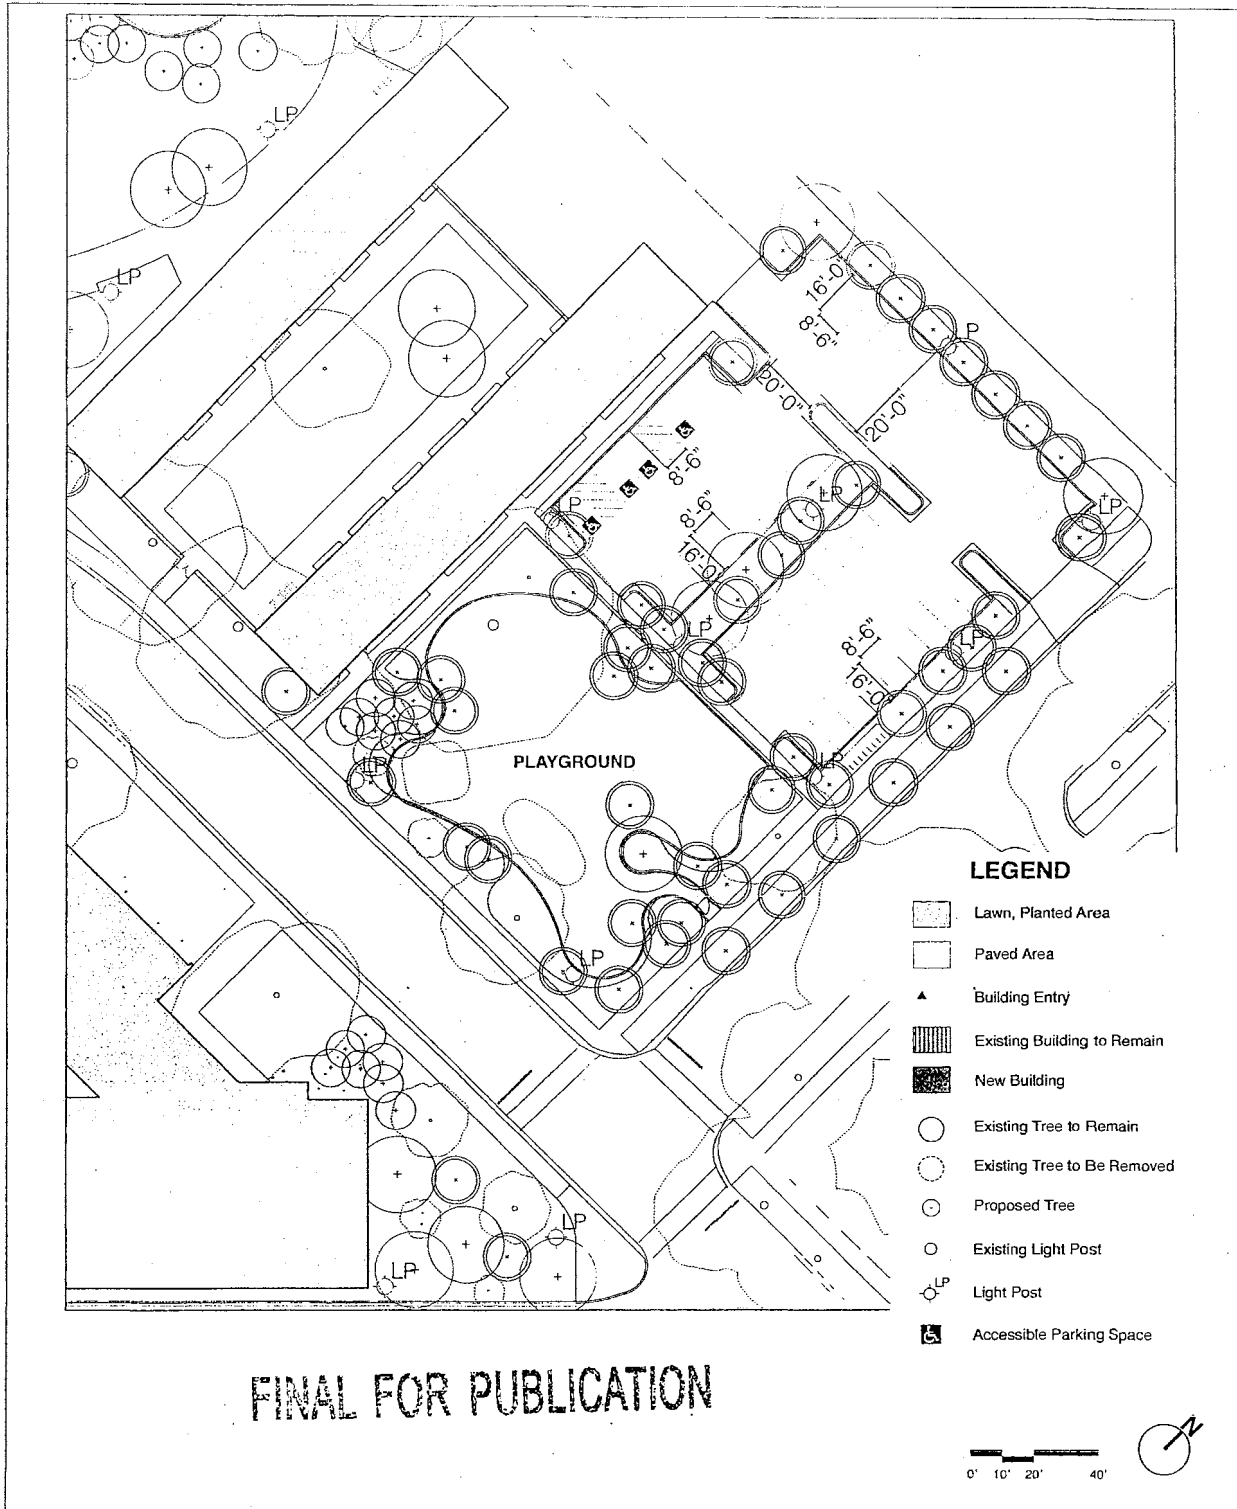 LP
LP
16'-0"
8'-6"
P
20'-0"
20'-0"
8'-6"
LP
LP
LP
8'-6"
16'-0"
LP
8'-6"
16'-0"
LP
PLAYGROUND
LP
LP
LP
LEGEND
Lawn, Planted Area
Paved Area
Building Entry
Existing Building to Remain
New Building
Existing Tree to Remain
Existing Tree to Be Removed
Proposed Tree
Existing Light Post
LP
Light Post
Accessible Parking Space
LP
LP
FINAL FOR PUBLICATION
N
0' 10' 20' 40'